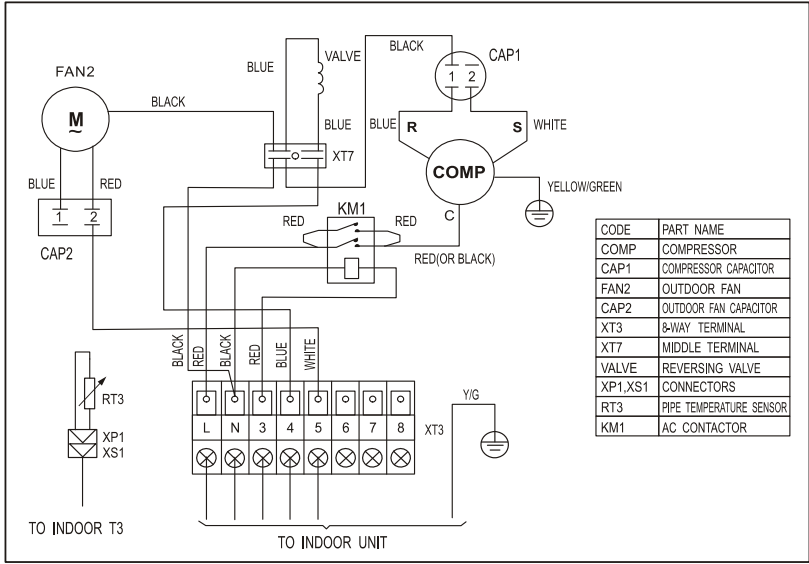 BLACK
CAP1
BLUE
VALVE
FAN2
1 2
BLACK
M
~
BLUE
BLUE
R
S
WHITE
XT7
COMP
BLUE
RED
YELLOW/GREEN
1
2
KM1
RED
RED
C
CAP2
RED(OR BLACK)
BLACK
RED
BLACK
RED
BLUE
WHITE
RT3
Y/G
L N 3 4 5 6 7 8
XT3
XP1
XS1
TO INDOOR T3
TO INDOOR UNIT
CODE PART NAME
COMP COMPRESSOR
CAP1 COMPRESSOR CAPACITOR
FAN2 OUTDOOR FAN
CAP2 OUTDOOR FAN CAPACITOR
XT3 8-WAY TERMINAL
XT7 MIDDLE TERMINAL
VALVE REVERSING VALVE
XP1,XS1 CONNECTORS
RT3 PIPE TEMPERATURE SENSOR
KM1 AC CONTACTOR